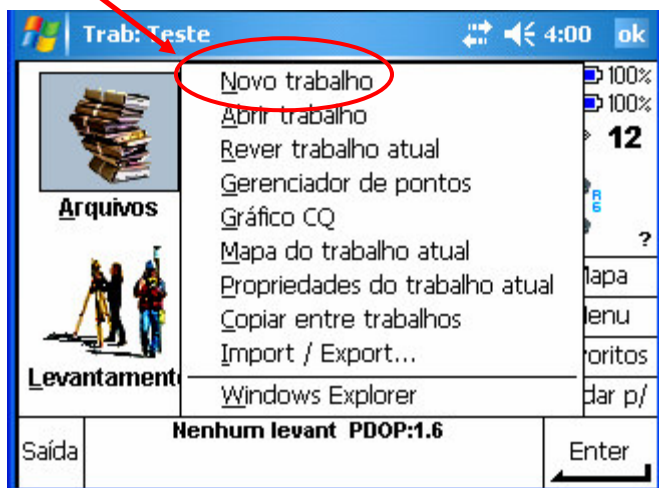 Trab: Teste 4:00 ok
Novo trabalho
Abrir trabalho
Rever trabalho atual
Gerenciador de pontos
Gráfico CQ
Mapa do trabalho atual
Propriedades do trabalho atual
Copiar entre trabalhos
Import / Export...
Windows Explorer
Arquivos
Levantament
100%
100%
12
R
6
?
lapa
lenu
oritos
dar p/
Saída
Nenhum levant PDOP:1.6
Enter